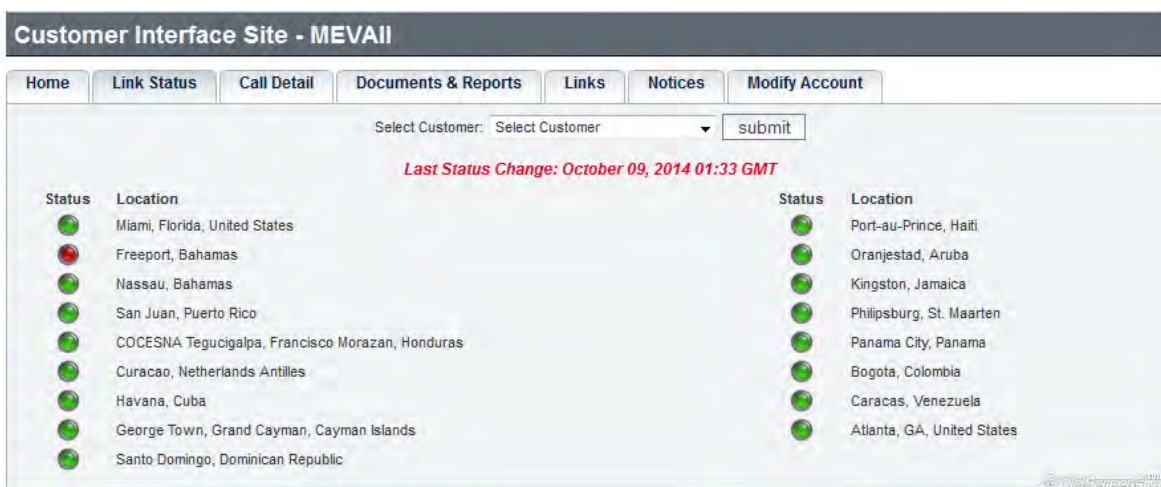 Customer Interface Site - MEVAII
Home Link Status Call Detail Documents & Reports Links Notices Modify Account
Select Customer: Select Customer submit
Last Status Change: October 09, 2014 01:33 GMT
Status Location Status Location
Miami, Florida, United States Port-au-Prince, Haiti
Freeport, Bahamas Oranjestad, Aruba
Nassau, Bahamas Kingston, Jamaica
San Juan, Puerto Rico Philipsburg, St. Maarten
COCESNA Tegucigalpa, Francisco Morazan, Honduras Panama City, Panama
Curacao, Netherlands Antilles Bogota, Colombia
Havana, Cuba Caracas, Venezuela
George Town, Grand Cayman, Cayman Islands Atlanta, GA, United States
Santo Domingo, Dominican Republic